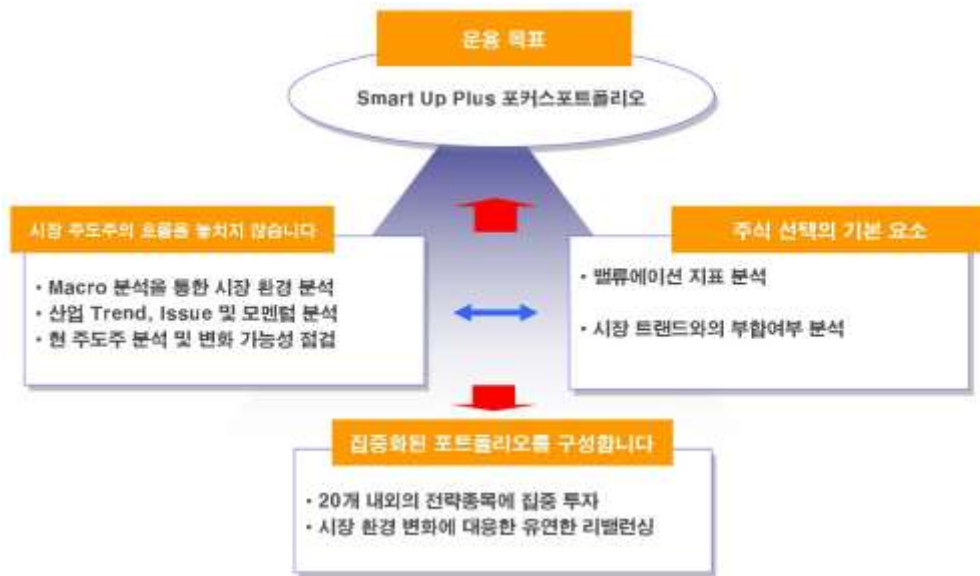 운용 목표
Smart Up Plus 포커스포트폴리오
시장 주도주의 흐름을 놓치지 않습니다
• Macro 분석을 통한 시장 환경 분석
• 산업 Trend, Issue 및 모멘텀 분석
• 현 주도주 분석 및 변화 가능성 점검
주식 선택의 기본 요소
• 밸류에이션 지표 분석
• 시장 트랜드와의 부합여부 분석
집중화된 포트폴리오를 구성합니다
• 20개 내외의 전략종목에 집중 투자
• 시장 환경 변화에 대응한 유연한 리밸런싱